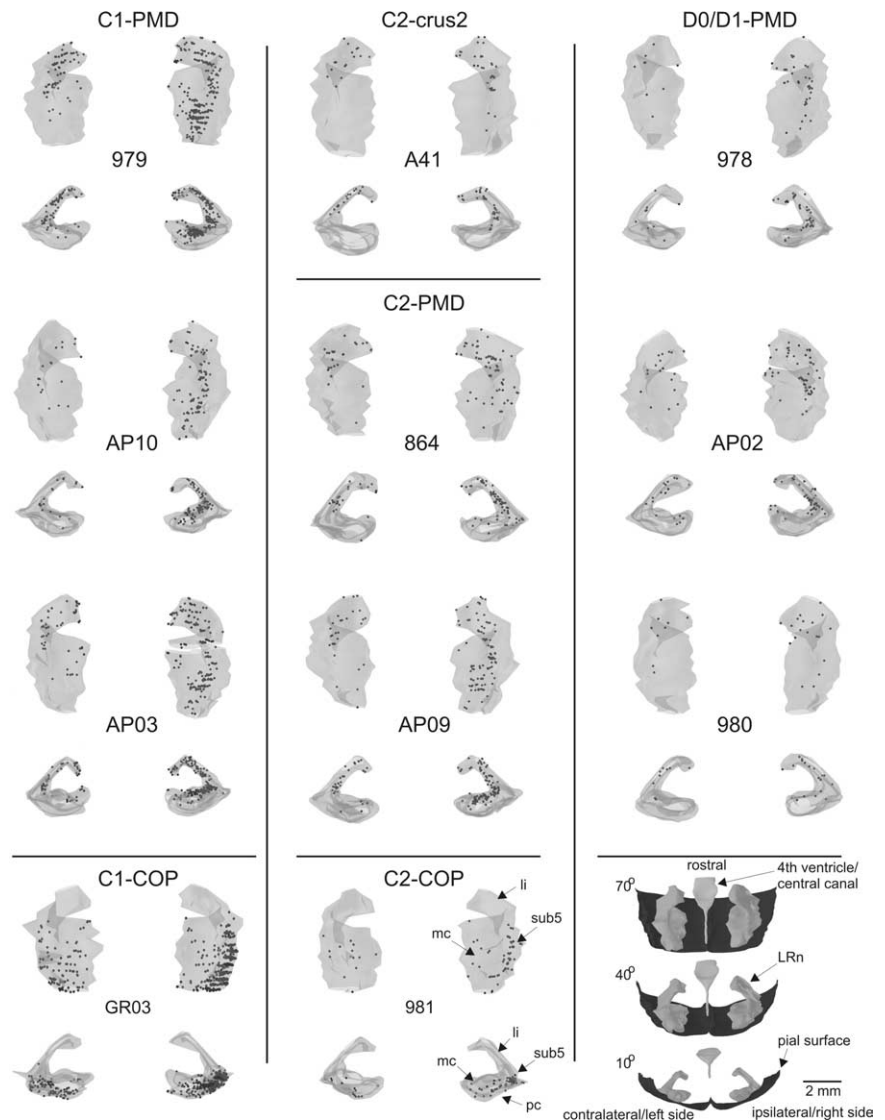 C1-PMD
979
AP10
AP03
C1-COP
GR03
C2-crus2
A41
C2-PMD
864
AP09
C2-COP
li
sub5
mc
981
li
sub5
mc
pc
D0/D1-PMD
978
AP02
980
rostral
4th ventricle/
central canal
70°
LRn
40°
pial surface
10°
2 mm
contralateral/left side
ipsilateral/right side